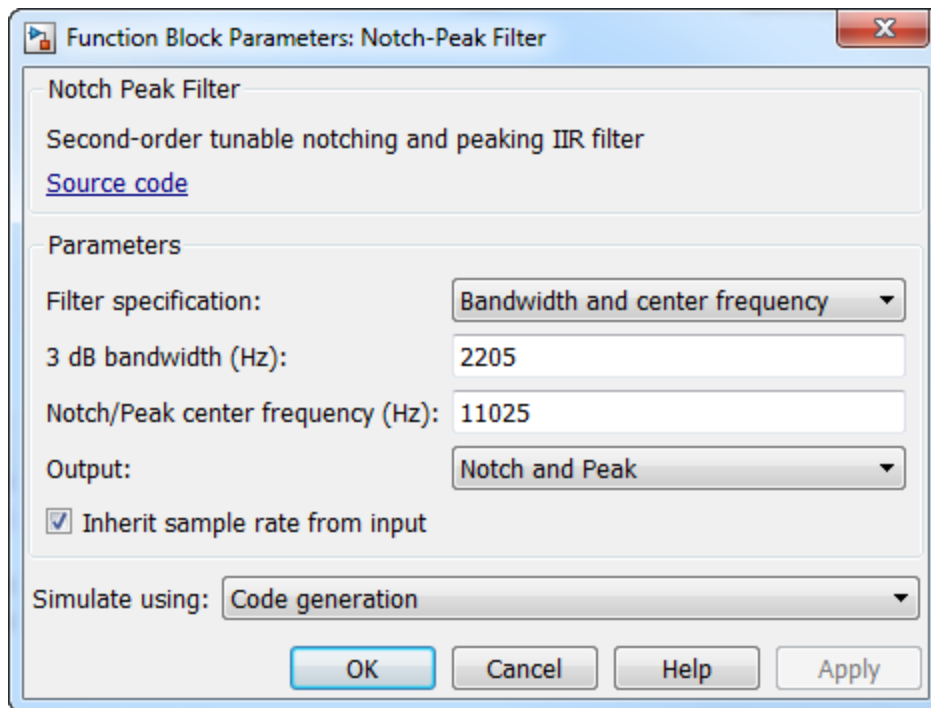 Function Block Parameters: Notch-Peak Filter
Notch Peak Filter
Second-order tunable notching and peaking IIR filter
Source code
Parameters
Filter specification: Bandwidth and center frequency
3 dB bandwidth (Hz): 2205
Notch/Peak center frequency (Hz): 11025
Output: Notch and Peak
Inherit sample rate from input
Simulate using: Code generation
OK Cancel Help Apply